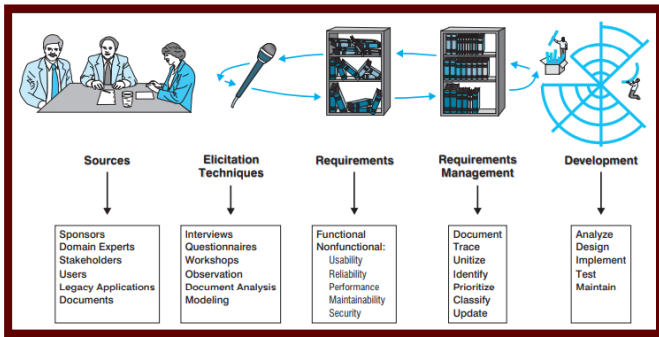 Sources
Elicitation
Techniques
Requirements
Requirements
Management
Development
Sponsors
Domain Experts
Stakeholders
Users
Legacy Applications
Documents
Interviews
Questionnaires
Workshops
Observation
Document Analysis
Modeling
Functional
Nonfunctional:
Usability
Reliability
Performance
Maintainability
Security
Document
Trace
Unitize
Identify
Prioritize
Classify
Update
Analyze
Design
Implement
Test
Maintain